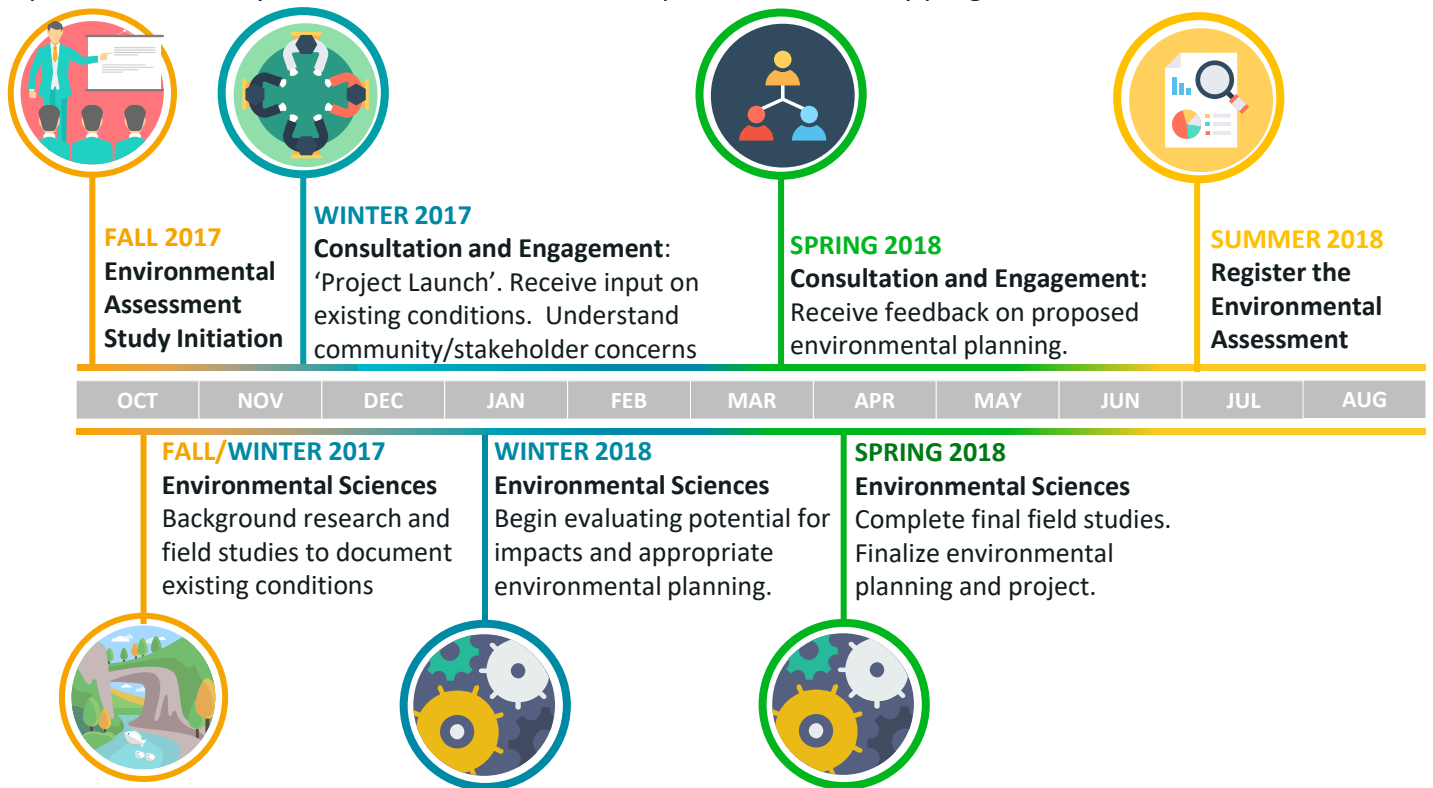 FALL 2017
Environmental
Assessment
Study Initiation
WINTER 2017
Consultation and Engagement:
‘Project Launch’. Receive input on
existing conditions.  Understand
community/stakeholder concerns
SPRING 2018
Consultation and Engagement:
Receive feedback on proposed
environmental planning.
SUMMER 2018
Register the
Environmental
Assessment
OCT NOV DEC JAN FEB MAR APR MAY JUN JUL AUG
FALL/WINTER 2017
Environmental Sciences
Background research and
field studies to document
existing conditions
WINTER 2018
Environmental Sciences
Begin evaluating potential for
impacts and appropriate
environmental planning.
SPRING 2018
Environmental Sciences
Complete final field studies.
Finalize environmental
planning and project.